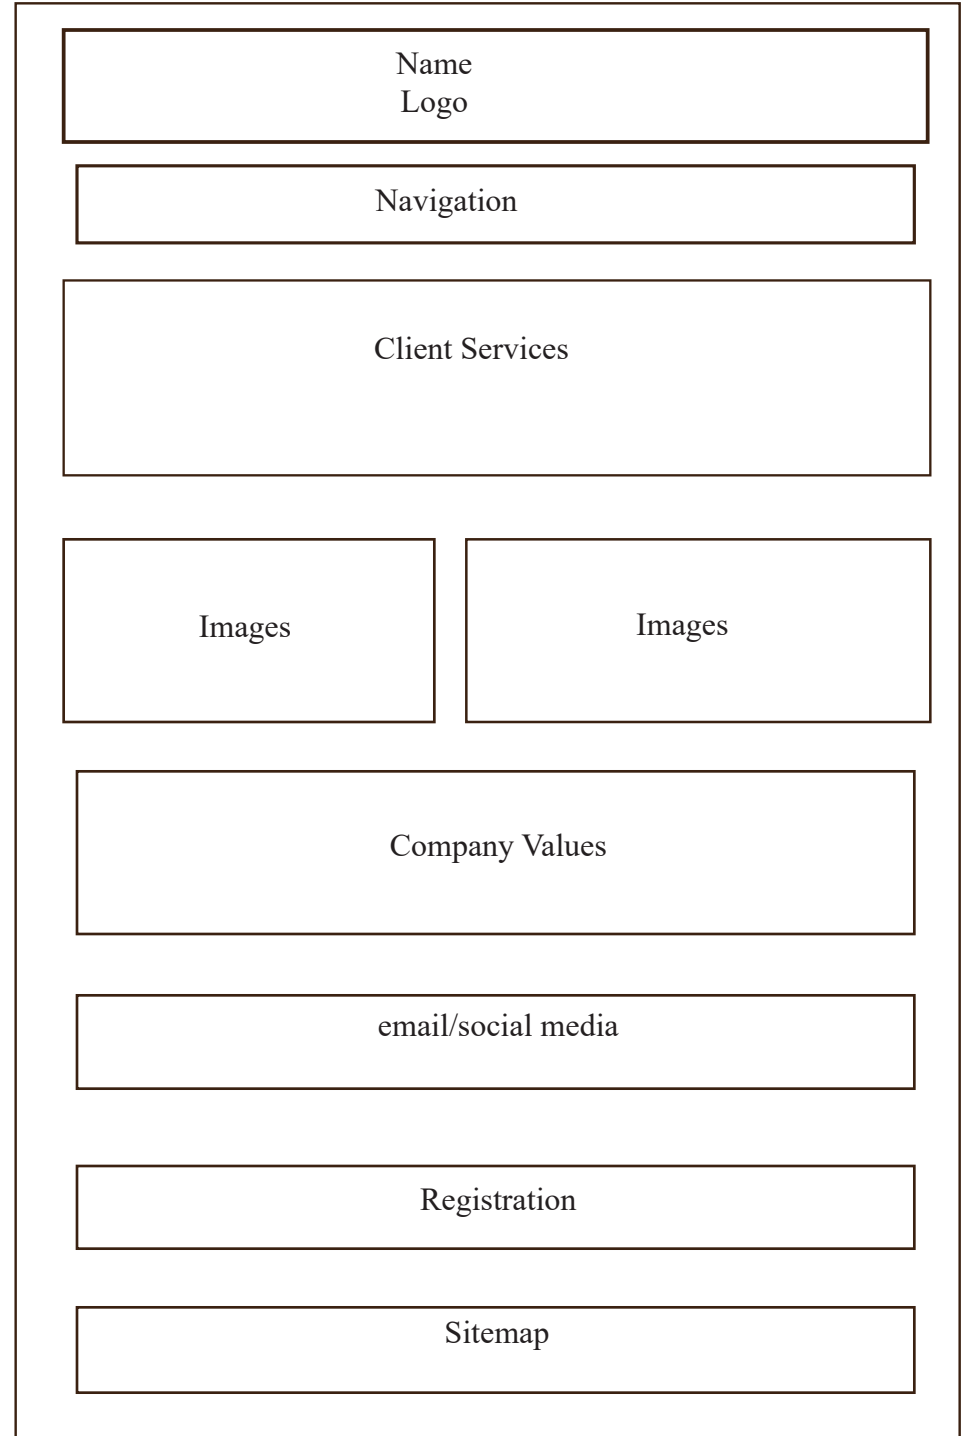 Name
Logo
Navigation
Client Services
Images
Images
Company Values
email/social media
Registration
Sitemap